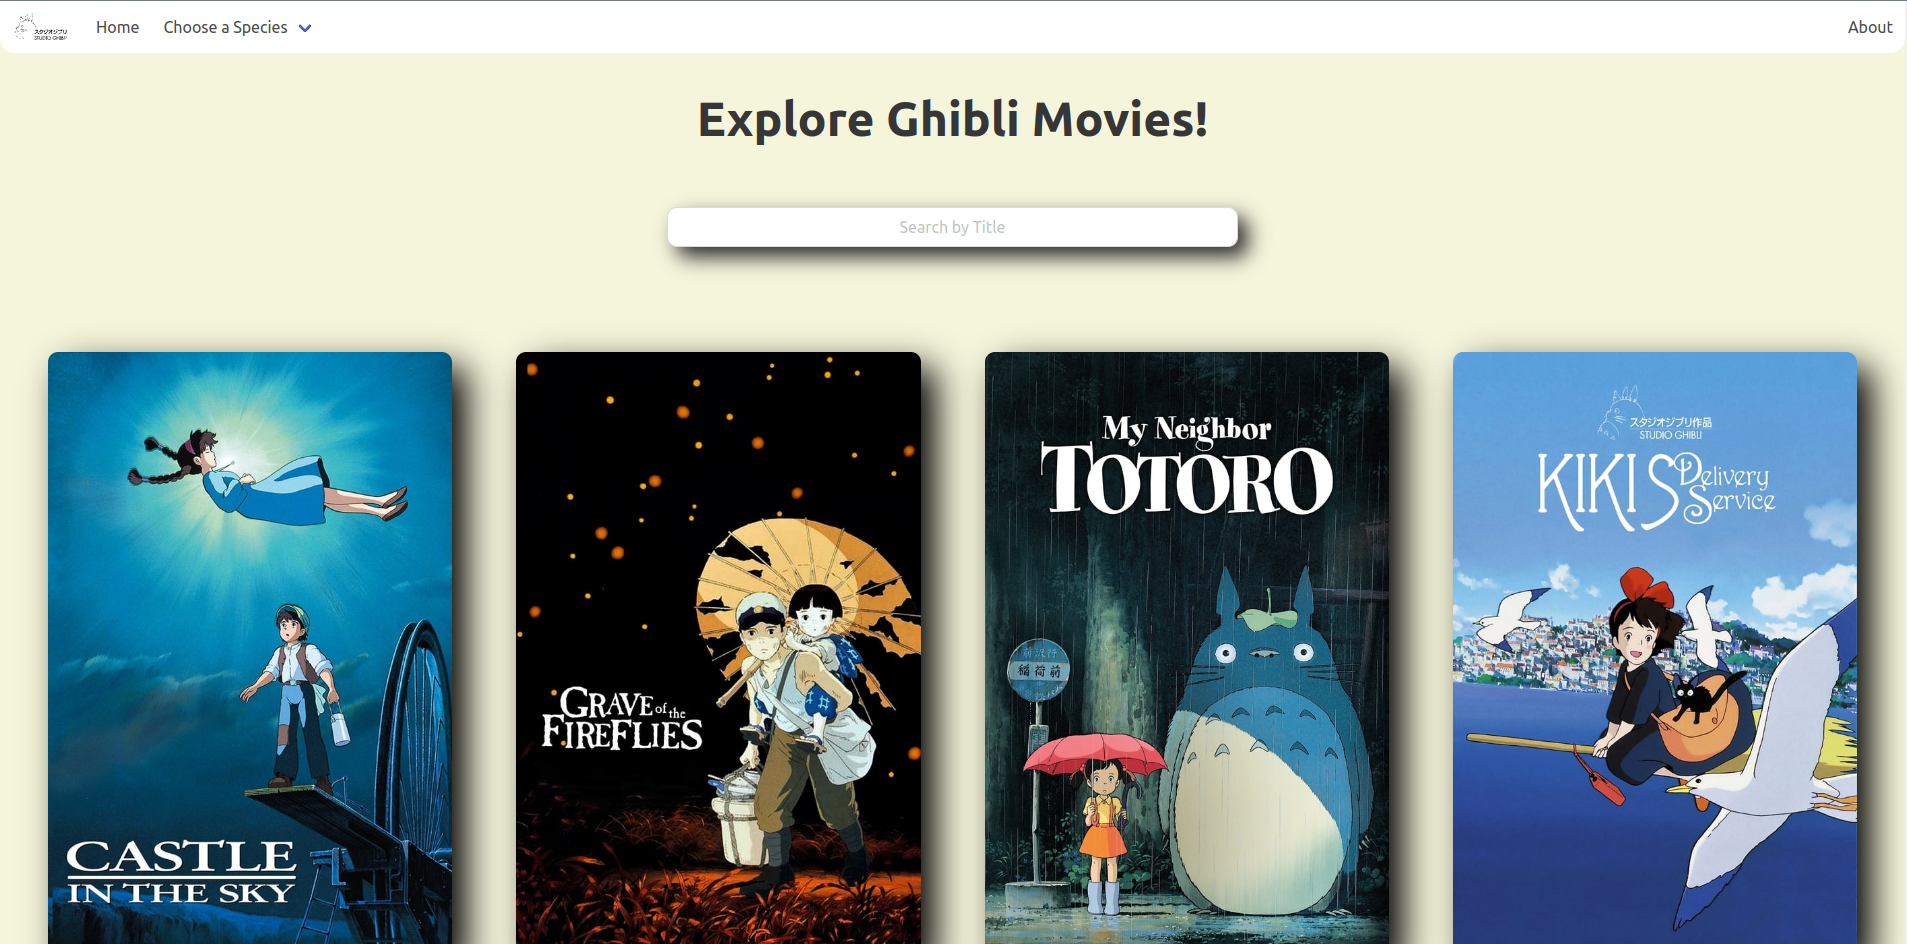 スタジオジブリ
STUDIO GHIBLI
Home
Choose a Species
About
Explore Ghibli Movies!
Search by Title
CASTLE
IN THE SKY
GRAVE of the
FIREFLIES
My Neighbor
TOTORO
稲荷前
スタジオジブリ作品
STUDIO GHIBLI
KIKI'S Delivery
Service